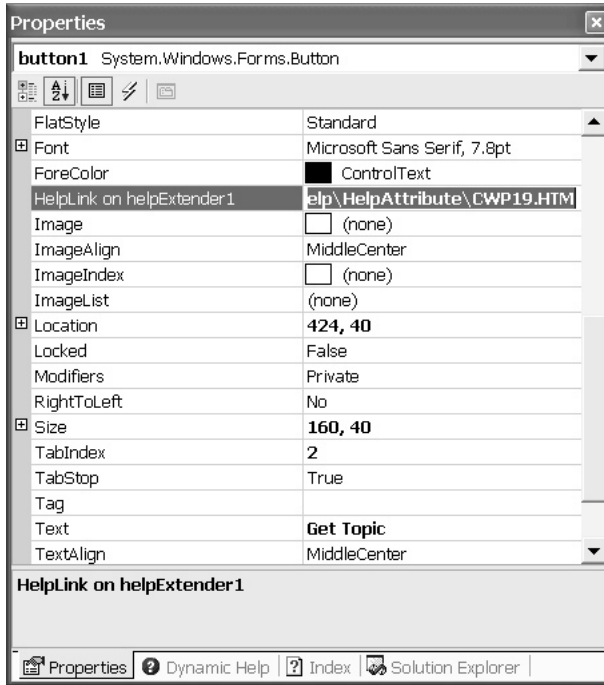 Properties
button1 System.Windows.Forms.Button
FlatStyle Standard
Font Microsoft Sans Serif, 7.8pt
ForeColor ControlText
HelpLink on helpExtender1 elp\HelpAttribute\CWP19.HTM
Image (none)
ImageAlign MiddleCenter
ImageIndex (none)
ImageList (none)
Location 424, 40
Locked False
Modifiers Private
RightToLeft No
Size 160, 40
TabIndex 2
TabStop True
Tag
Text Get Topic
TextAlign MiddleCenter
HelpLink on helpExtender1
Properties Dynamic Help Index Solution Explorer